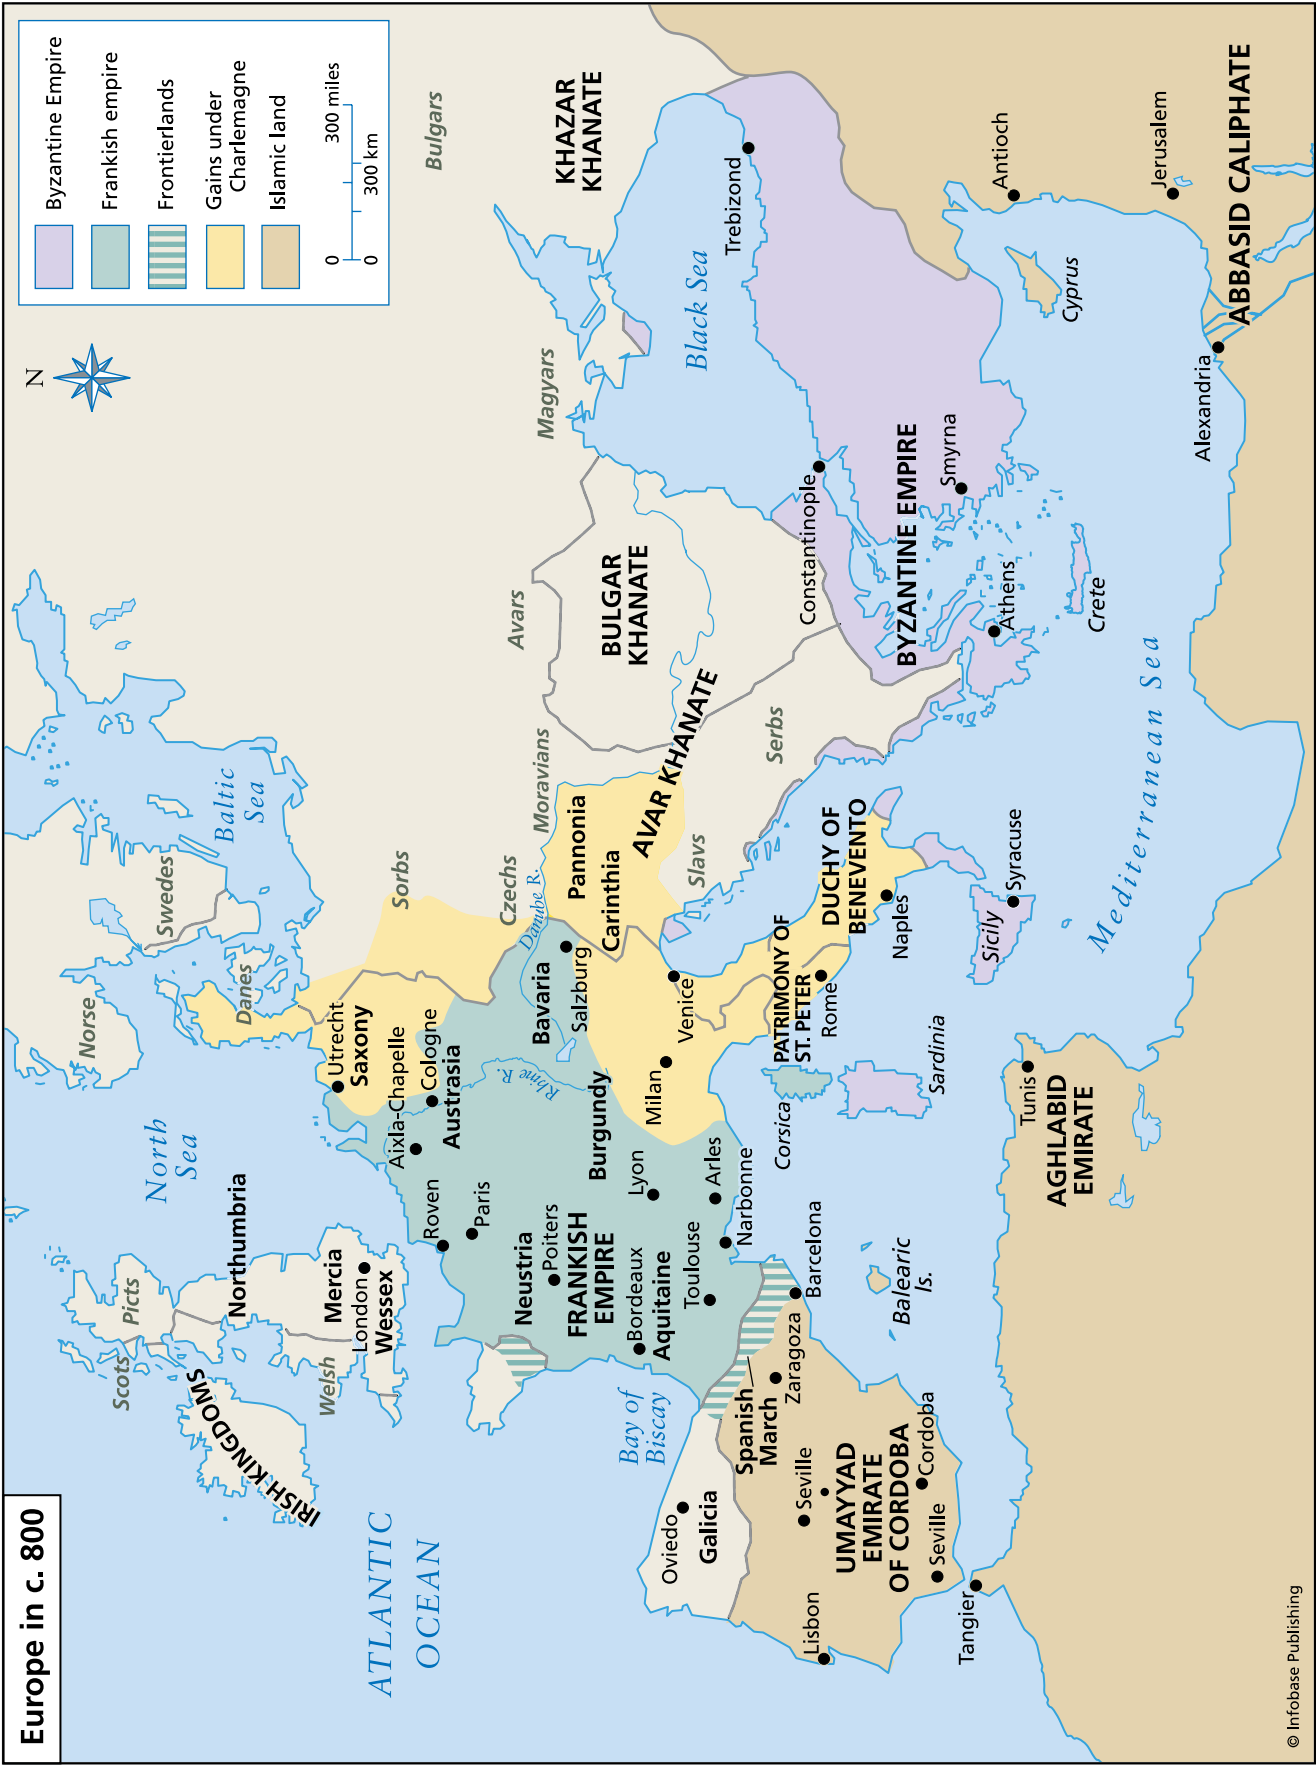 Europe in c. 800
N
Byzantine Empire
Frankish empire
Frontierlands
Gains under
Charlemagne
Islamic land
0
300 miles
0
300 km
Norse
Swedes
Danes
Baltic
Sea
North
Sea
Picts
Scots
IRISH KINGDOMS
Northumbria
Welsh
Mercia
London
Wessex
ATLANTIC
OCEAN
Utrecht
Saxony
Aixla-Chapelle
Cologne
Austrasia
Sorbs
Czechs
Moravians
Avars
Magyars
Bulgars
KHAZAR
KHANATE
Roven
Paris
Neustria
Poiters
FRANKISH
EMPIRE
Bordeaux
Aquitaine
Toulouse
Rhine R.
Danube R.
Bavaria
Salzburg
Burgundy
Lyon
Arles
Narbonne
Milan
Venice
Pannonia
Carinthia
AVAR KHANATE
BULGAR
KHANATE
Slavs
Serbs
Black Sea
Trebizond
Constantinople
BYZANTINE EMPIRE
Smyrna
Athens
Crete
Cyprus
Antioch
Jerusalem
ABBASID CALIPHATE
Alexandria
Bay of
Biscay
Oviedo
Galicia
Spanish
March
Zaragoza
Barcelona
Seville
UMAYYAD
EMIRATE
OF CORDOBA
Cordoba
Seville
Lisbon
Tangier
Balearic
Is.
Corsica
Sardinia
PATRIMONY OF
ST. PETER
Rome
DUCHY OF
BENEVENTO
Naples
Sicily
Syracuse
Mediterranean Sea
Tunis
AGHLABID
EMIRATE
© Infobase Publishing